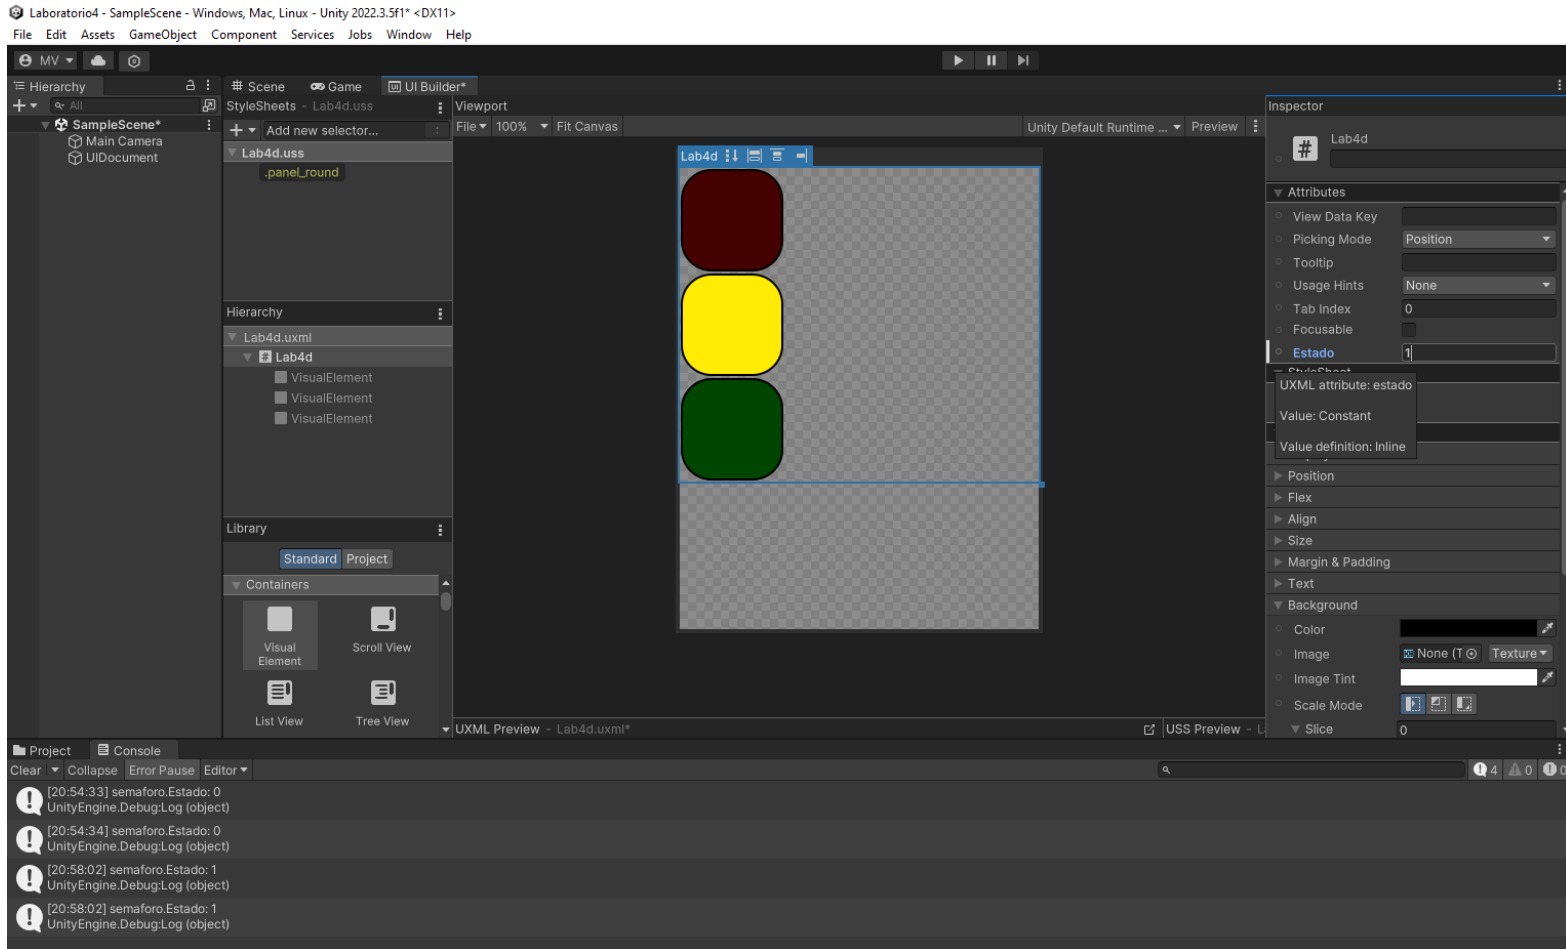 Laboratorio4 - SampleScene - Windows, Mac, Linux - Unity 2022.3.5f1* <DX11>
File Edit Assets GameObject Component Services Jobs Window Help
MV
Hierarchy
All
SampleScene*
Main Camera
UIDocument
Scene Game UI Builder*
StyleSheets - Lab4d.uss
Add new selector...
Lab4d.uss
.panel_round
Hierarchy
Lab4d.uxml
Lab4d
VisualElement
VisualElement
VisualElement
Library
Standard Project
Containers
Visual Element
Scroll View
List View
Tree View
Viewport
File 100% Fit Canvas
Unity Default Runtime ... Preview
Lab4d
UXML Preview - Lab4d.uxml*
USS Preview - L
Inspector
Lab4d
Attributes
View Data Key
Picking Mode Position
Tooltip
Usage Hints None
Tab Index 0
Focusable
Estado 1
StyleSheet
UXML attribute: estado
Value: Constant
Value definition: Inline
Position
Flex
Align
Size
Margin & Padding
Text
Background
Color
Image None (T Texture
Image Tint
Scale Mode
Slice 0
Project Console
Clear Collapse Error Pause Editor
4 0 0
[20:54:33] semaforo.Estado: 0
UnityEngine.Debug:Log (object)
[20:54:34] semaforo.Estado: 0
UnityEngine.Debug:Log (object)
[20:58:02] semaforo.Estado: 1
UnityEngine.Debug:Log (object)
[20:58:02] semaforo.Estado: 1
UnityEngine.Debug:Log (object)